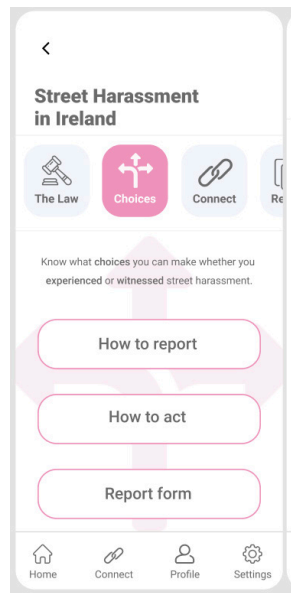 Street Harassment
in Ireland
The Law
Choices
Connect
Re
Know what choices you can make whether you
experienced or witnessed street harassment.
How to report
How to act
Report form
Home
Connect
Profile
Settings